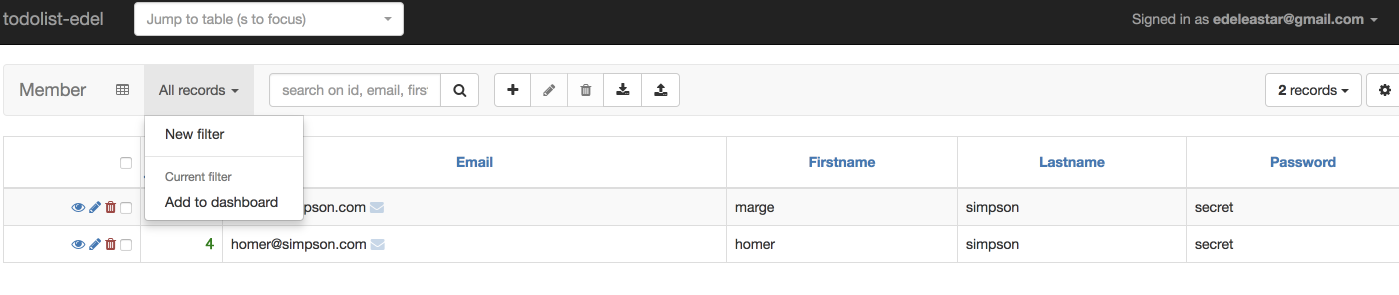 todolist-edel Jump to table (s to focus) Signed in as edeleastar@gmail.com
Member All records search on id, email, firs 2 records
New filter
Current filter
Add to dashboard
Email Firstname Lastname Password
pson.com marge simpson secret
4 homer@simpson.com homer simpson secret